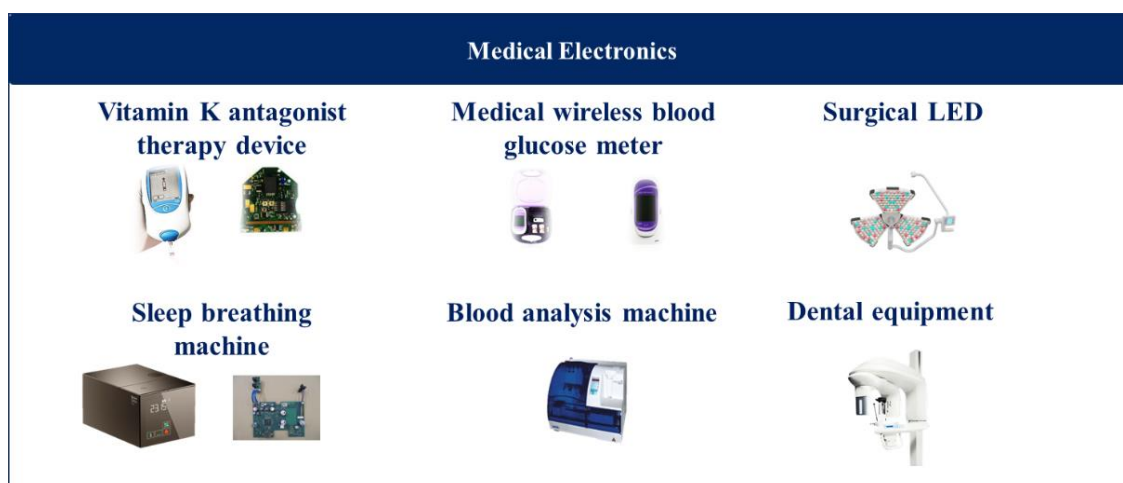 Medical Electronics
Vitamin K antagonist
therapy device
Medical wireless blood
glucose meter
Surgical LED
Sleep breathing
machine
Blood analysis machine
Dental equipment